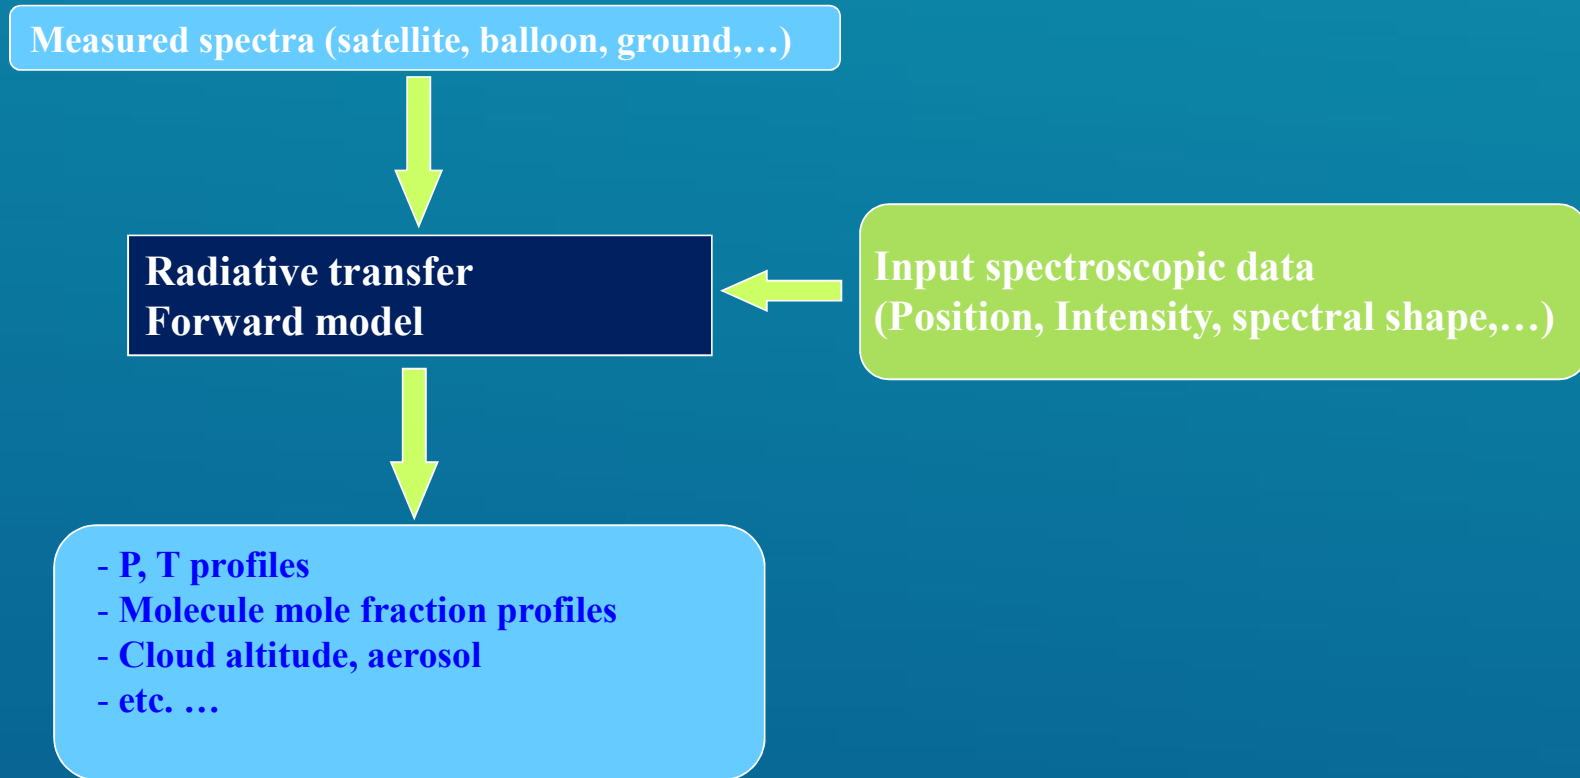 Measured spectra (satellite, balloon, ground,…)
Radiative transfer
Forward model
Input spectroscopic data
(Position, Intensity, spectral shape,…)
- P, T profiles
- Molecule mole fraction profiles
- Cloud altitude, aerosol
- etc. …